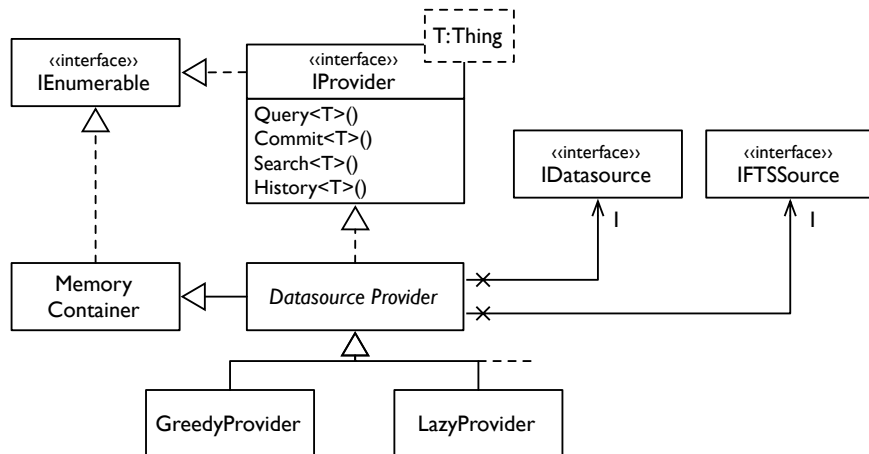 T:Thing
‹‹interface››
IEnumerable
‹‹interface››
IProvider
Query<T>()
Commit<T>()
Search<T>()
History<T>()
‹‹interface››
IDatasource
‹‹interface››
IFTSSource
1
1
Memory
Container
Datasource Provider
GreedyProvider
LazyProvider